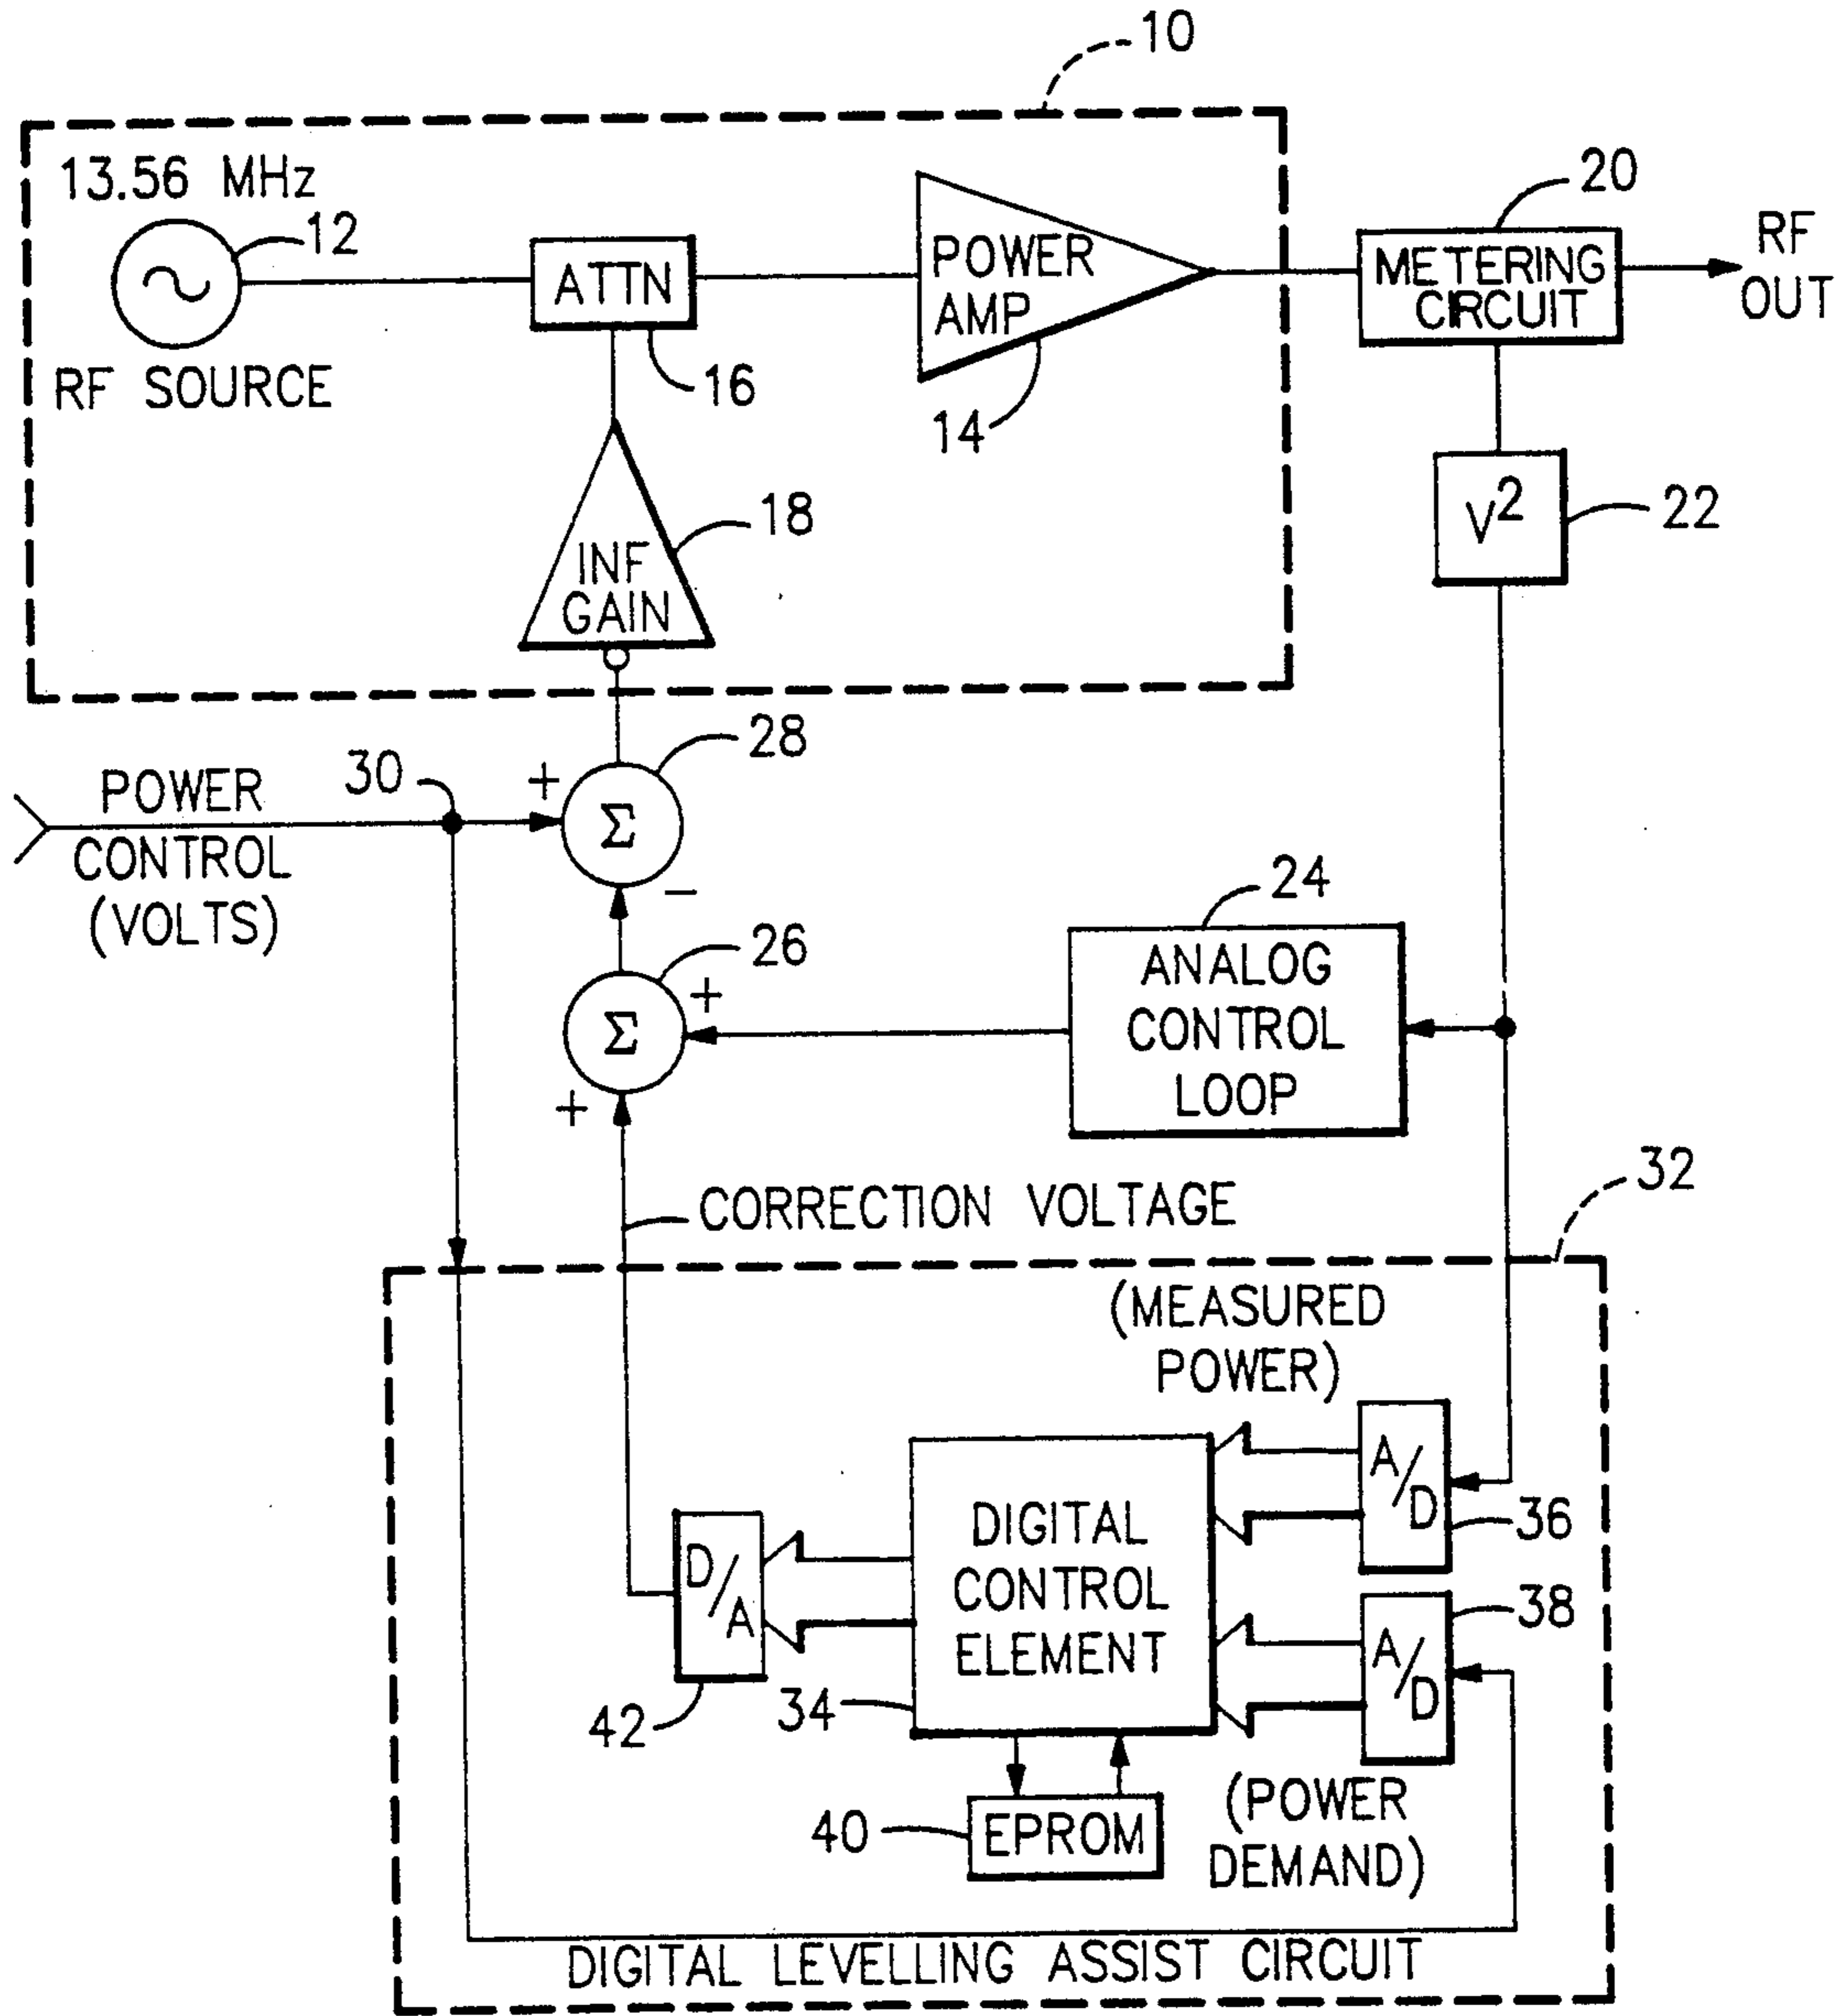 10
13.56 MHz
12
RF SOURCE
ATTN
16
POWER
AMP
14
20
METERING
CIRCUIT
RF
OUT
V²
22
18
INF
GAIN
28
30
+
Σ
−
POWER
CONTROL
(VOLTS)
24
ANALOG
CONTROL
LOOP
26
+
Σ
+
CORRECTION VOLTAGE
32
(MEASURED
POWER)
A/D
36
DIGITAL
CONTROL
ELEMENT
34
D/A
42
A/D
38
40
EPROM
(POWER
DEMAND)
DIGITAL LEVELLING ASSIST CIRCUIT